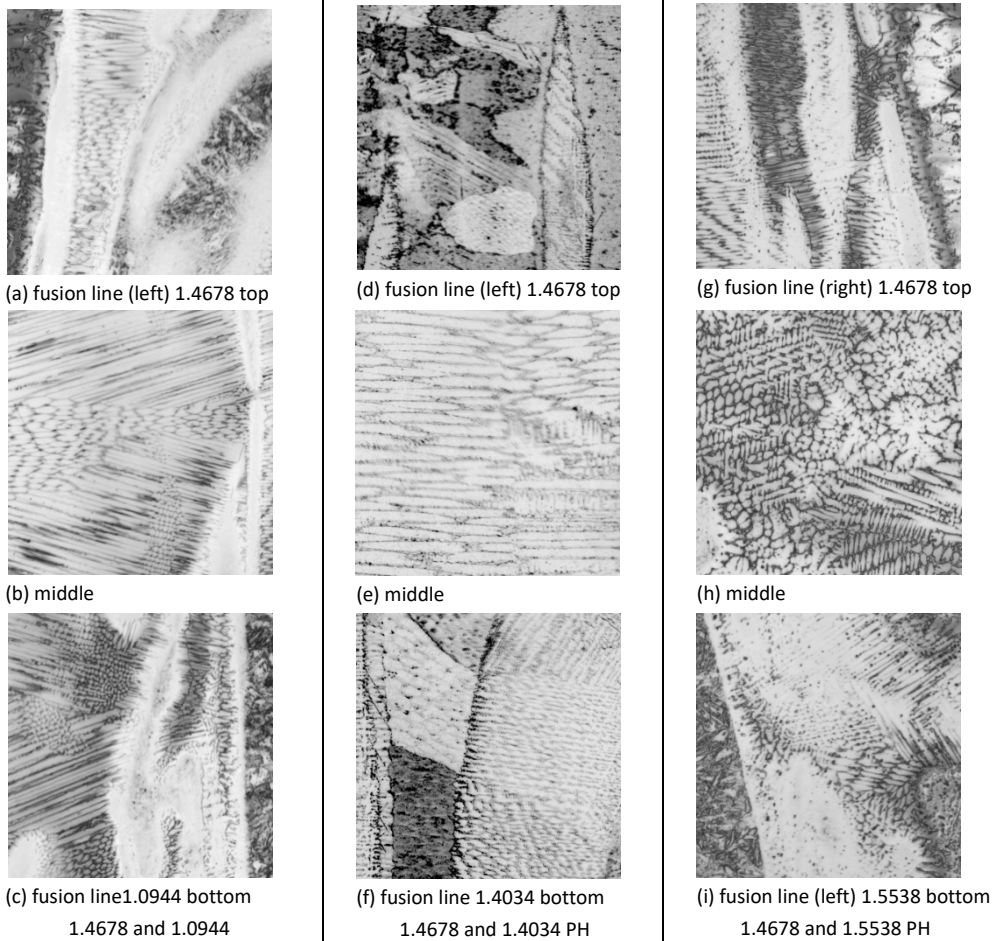 (a) fusion line (left) 1.4678 top
(d) fusion line (left) 1.4678 top
(g) fusion line (right) 1.4678 top
(b) middle
(e) middle
(h) middle
(c) fusion line1.0944 bottom
(f) fusion line 1.4034 bottom
(i) fusion line (left) 1.5538 bottom
1.4678 and 1.0944
1.4678 and 1.4034 PH
1.4678 and 1.5538 PH